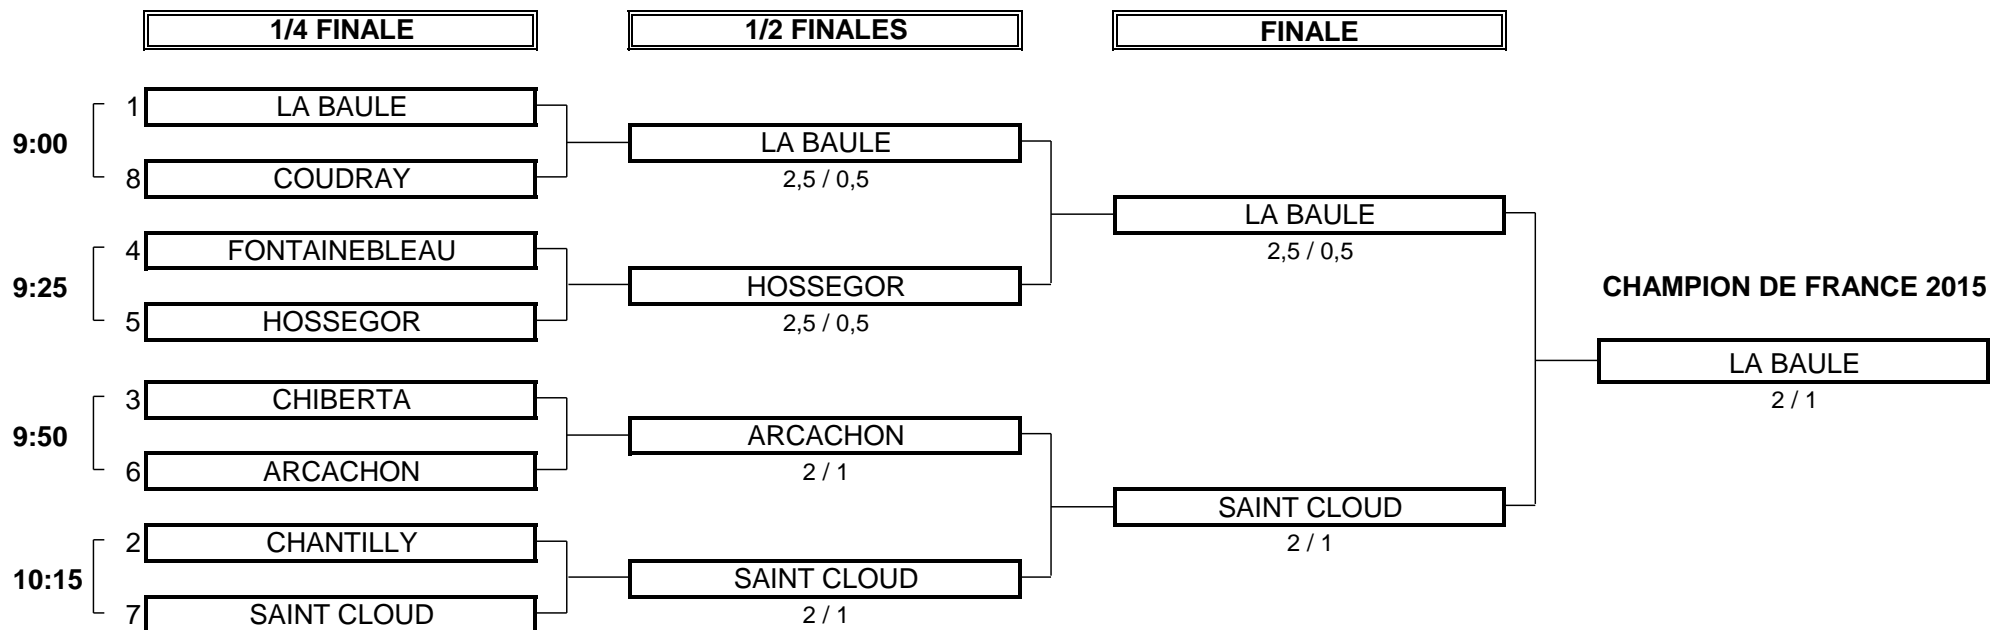 1/4 FINALE
1/2 FINALES
FINALE
1 LA BAULE
9:00
LA BAULE
8 COUDRAY
2,5 / 0,5
LA BAULE
4 FONTAINEBLEAU
2,5 / 0,5
9:25
HOSSEGOR
CHAMPION DE FRANCE 2015
5 HOSSEGOR
2,5 / 0,5
LA BAULE
3 CHIBERTA
2 / 1
9:50
ARCACHON
6 ARCACHON
2 / 1
SAINT CLOUD
2 CHANTILLY
2 / 1
10:15
SAINT CLOUD
7 SAINT CLOUD
2 / 1